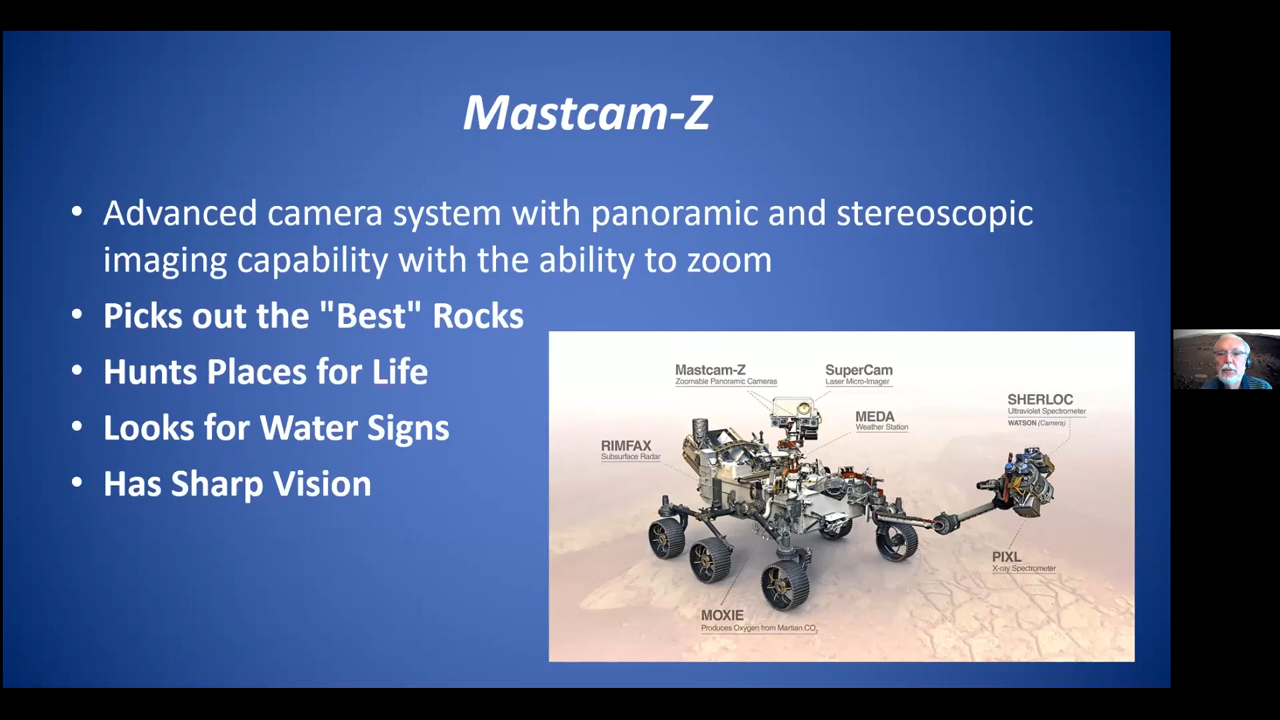 Mastcam-Z
• Advanced camera system with panoramic and stereoscopic
imaging capability with the ability to zoom
• Picks out the "Best" Rocks
• Hunts Places for Life
• Looks for Water Signs
• Has Sharp Vision
Mastcam-Z
Zoomable Panoramic Cameras
SuperCam
Laser Micro-Imager
MEDA
Weather Station
SHERLOC
Ultraviolet Spectrometer
WATSON (Camera)
RIMFAX
Subsurface Radar
PIXL
X-ray Spectrometer
MOXIE
Produces Oxygen from Martian CO₂